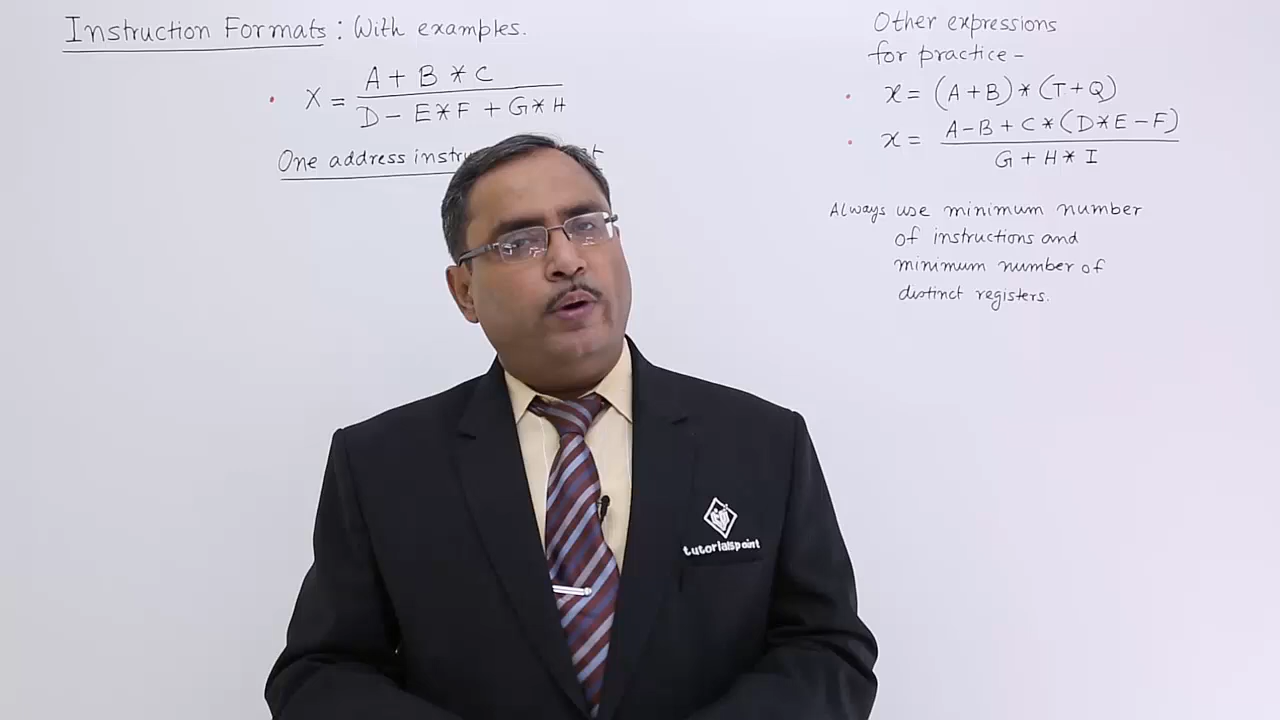 Instruction Formats : With examples.
X = A + B * C
D - E * F + G * H
One address
Other expressions
for practice -
x = (A+B) * (T+Q)
x = A-B + C * (D * E - F)
G + H * I
Always use minimum number
of instructions and
minimum number of
distinct registers.
tutorialspoint